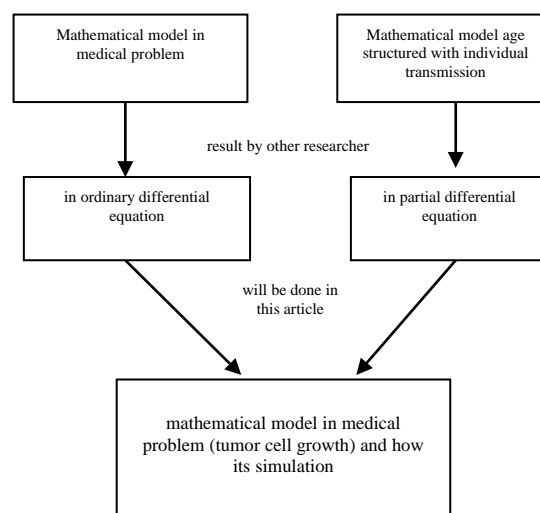 Mathematical model in
medical problem
Mathematical model age
structured with individual
transmission
result by other researcher
in ordinary differential
equation
in partial differential
equation
will be done in
this article
mathematical model in medical
problem (tumor cell growth) and how
its simulation